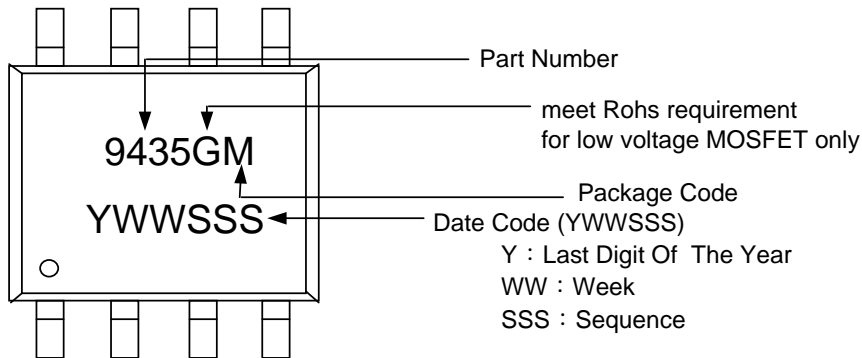 Part Number
meet Rohs requirement
for low voltage MOSFET only
9435GM
Package Code
YWWSSS
Date Code (YWWSSS)
Y：Last Digit Of The Year
WW：Week
SSS：Sequence